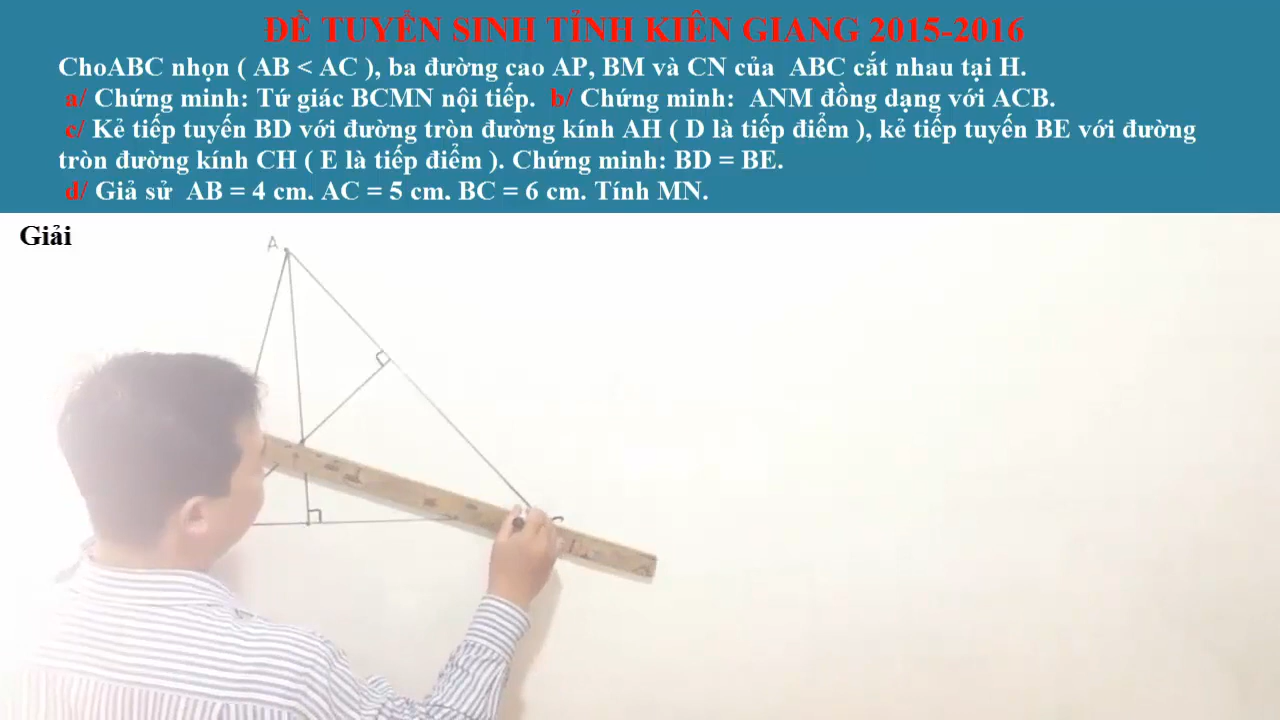 ĐỀ TUYỂN SINH TỈNH KIÊN GIANG 2015-2016
ChoABC nhọn ( AB < AC ), ba đường cao AP, BM và CN của ABC cắt nhau tại H.
a/ Chứng minh: Tứ giác BCMN nội tiếp. b/ Chứng minh: ANM đồng dạng với ACB.
c/ Kẻ tiếp tuyến BD với đường tròn đường kính AH ( D là tiếp điểm ), kẻ tiếp tuyến BE với đường
tròn đường kính CH ( E là tiếp điểm ). Chứng minh: BD = BE.
d/ Giả sử AB = 4 cm. AC = 5 cm. BC = 6 cm. Tính MN.
Giải
A